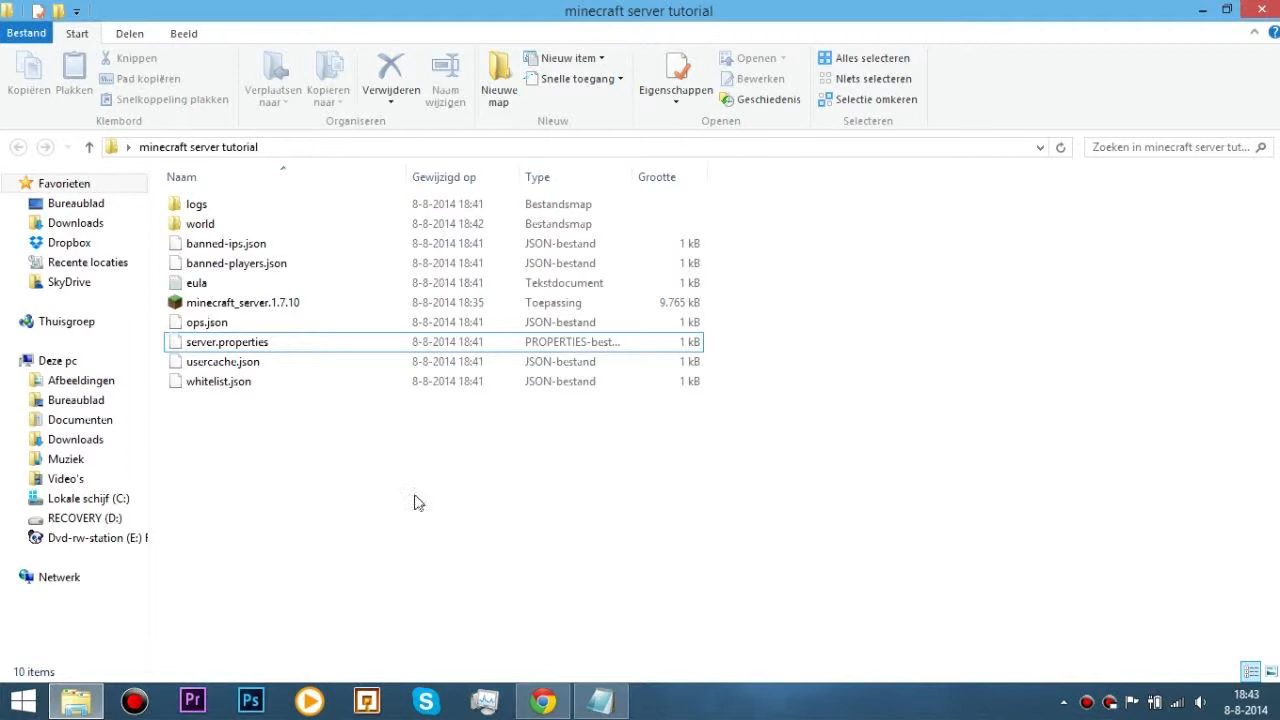 minecraft server tutorial
Bestand Start Delen Beeld
Kopiëren
Plakken
Knippen
Pad kopiëren
Snelkoppeling plakken
Klembord
Verplaatsen naar
Kopiëren naar
Verwijderen
Naam wijzigen
Organiseren
Nieuwe map
Nieuw item
Snelle toegang
Nieuw
Eigenschappen
Openen
Bewerken
Geschiedenis
Openen
Alles selecteren
Niets selecteren
Selectie omkeren
Selecteren
minecraft server tutorial
Zoeken in minecraft server tut...
Favorieten
Bureaublad
Downloads
Dropbox
Recente locaties
SkyDrive
Thuisgroep
Deze pc
Afbeeldingen
Bureaublad
Documenten
Downloads
Muziek
Video's
Lokale schijf (C:)
RECOVERY (D:)
Dvd-rw-station (E:) F
Netwerk
Naam Gewijzigd op Type Grootte
logs 8-8-2014 18:41 Bestandsmap
world 8-8-2014 18:42 Bestandsmap
banned-ips.json 8-8-2014 18:41 JSON-bestand 1 kB
banned-players.json 8-8-2014 18:41 JSON-bestand 1 kB
eula 8-8-2014 18:41 Tekstdocument 1 kB
minecraft_server.1.7.10 8-8-2014 18:35 Toepassing 9.765 kB
ops.json 8-8-2014 18:41 JSON-bestand 1 kB
server.properties 8-8-2014 18:41 PROPERTIES-best... 1 kB
usercache.json 8-8-2014 18:41 JSON-bestand 1 kB
whitelist.json 8-8-2014 18:41 JSON-bestand 1 kB
10 items
Pr
Ps
18:43
8-8-2014